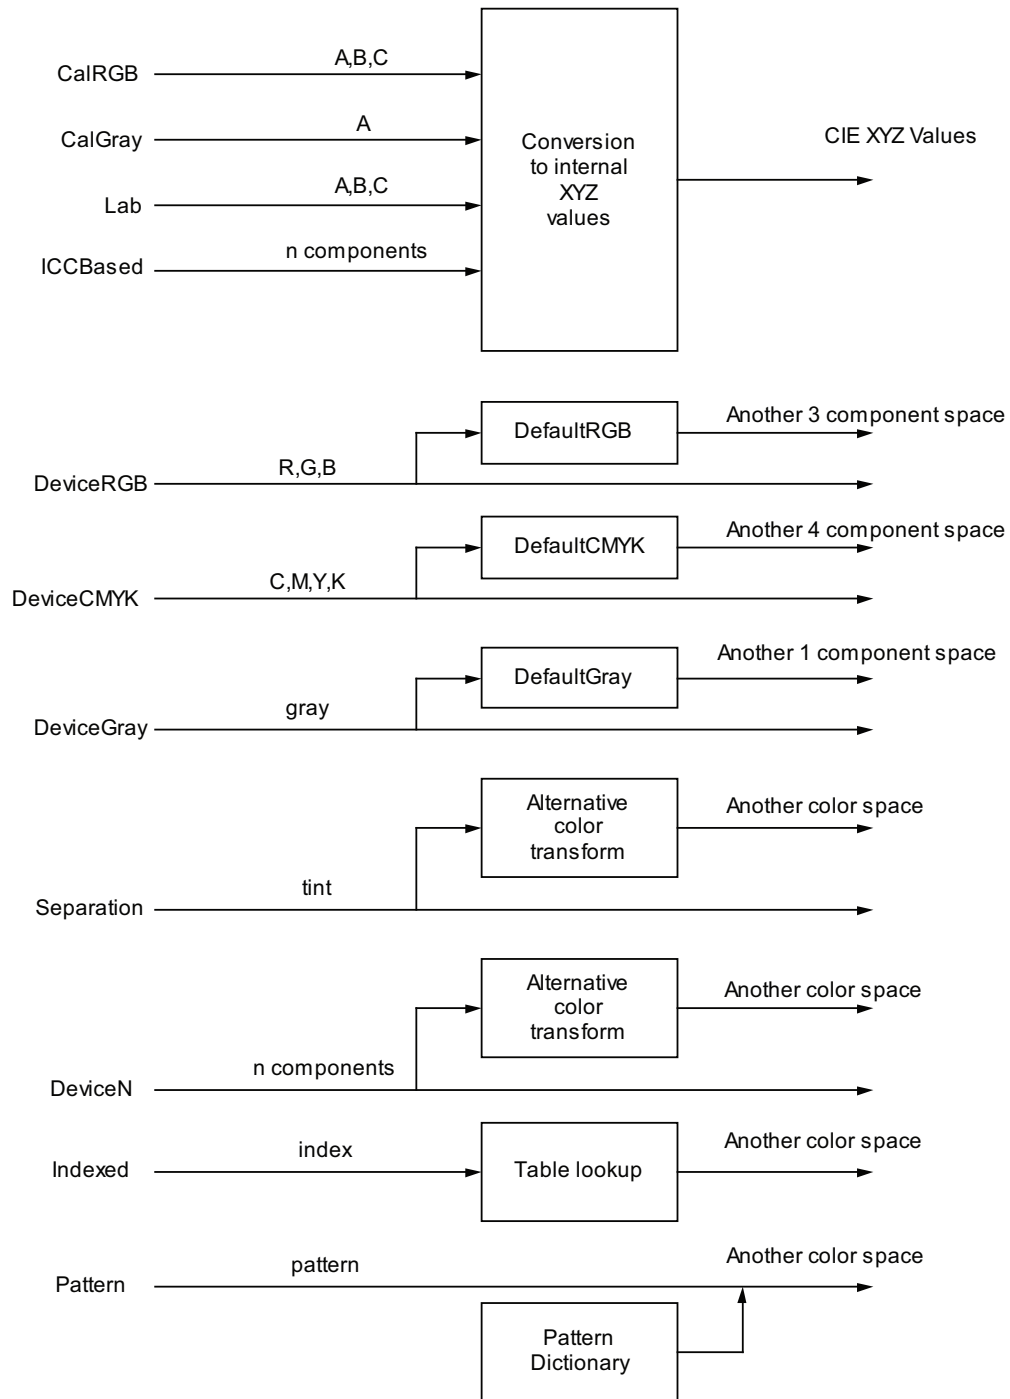 A,B,C
CalRGB
A
CalGray
A,B,C
Lab
n components
ICCBased
Conversion
to internal
XYZ
values
CIE XYZ Values
DefaultRGB
Another 3 component space
R,G,B
DeviceRGB
DefaultCMYK
Another 4 component space
C,M,Y,K
DeviceCMYK
DefaultGray
Another 1 component space
gray
DeviceGray
Alternative
color
transform
Another color space
tint
Separation
Alternative
color
transform
Another color space
n components
DeviceN
index
Indexed
Table lookup
Another color space
pattern
Pattern
Another color space
Pattern
Dictionary